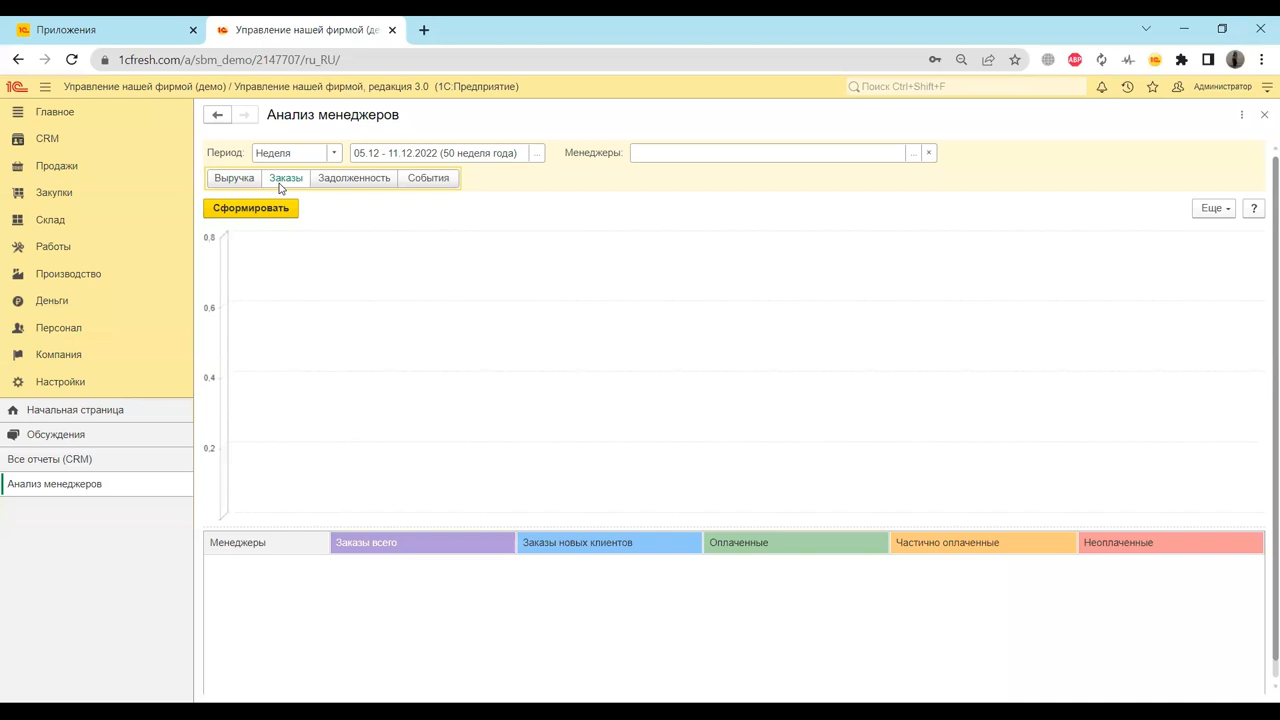 Приложения
Управление нашей фирмой (де
1cfresh.com/a/sbm_demo/2147707/ru_RU/
ABP
1С
Управление нашей фирмой (демо) / Управление нашей фирмой, редакция 3.0 (1С:Предприятие)
Поиск Ctrl+Shift+F
Администратор
Главное
CRM
Продажи
Закупки
Склад
Работы
Производство
Деньги
Персонал
Компания
Настройки
Начальная страница
Обсуждения
Все отчеты (CRM)
Анализ менеджеров
Анализ менеджеров
Период: Неделя 05.12 - 11.12.2022 (50 неделя года) ... Менеджеры: ... ×
Выручка Заказы Задолженность События
Сформировать Еще ?
0,8
0,6
0,4
0,2
Менеджеры Заказы всего Заказы новых клиентов Оплаченные Частично оплаченные Неоплаченные